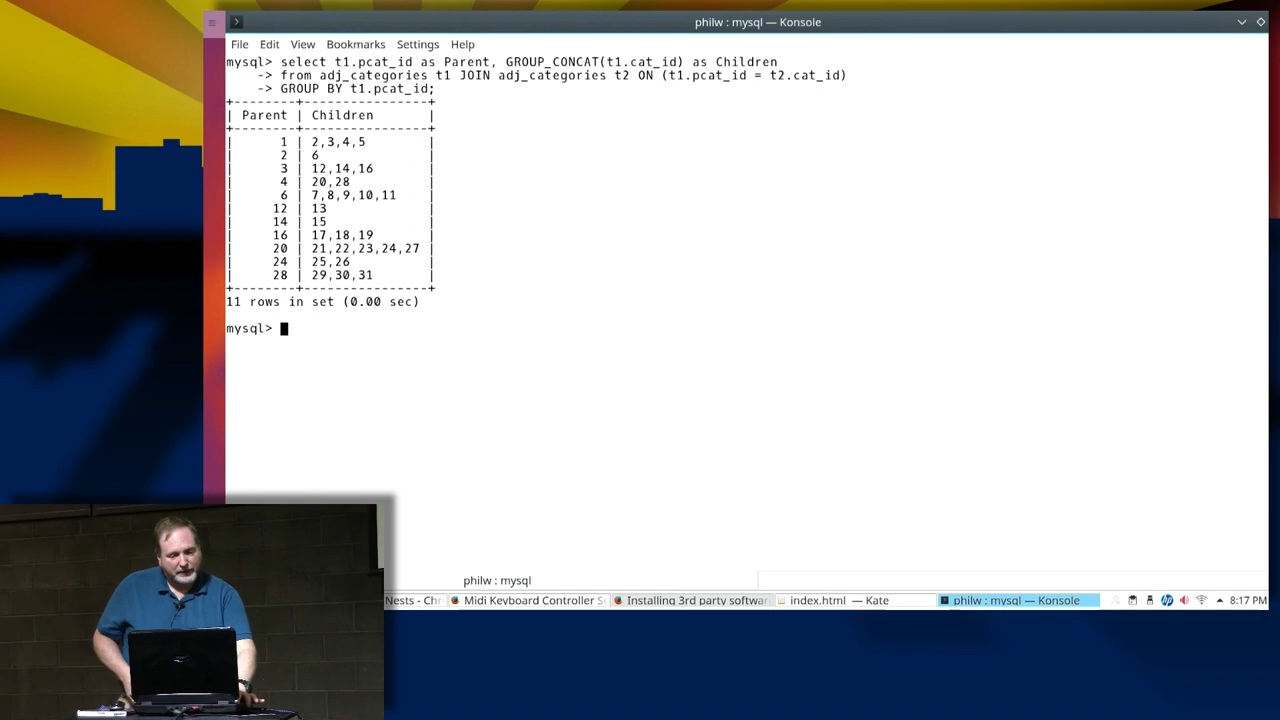 philw : mysql — Konsole
File Edit View Bookmarks Settings Help
mysql> select t1.pcat_id as Parent, GROUP_CONCAT(t1.cat_id) as Children
-> from adj_categories t1 JOIN adj_categories t2 ON (t1.pcat_id = t2.cat_id)
-> GROUP BY t1.pcat_id;
+--------+---------------+
| Parent | Children |
+--------+---------------+
| 1 | 2,3,4,5 |
| 2 | 6 |
| 3 | 12,14,16 |
| 4 | 20,28 |
| 6 | 7,8,9,10,11 |
| 12 | 13 |
| 14 | 15 |
| 16 | 17,18,19 |
| 20 | 21,22,23,24,27 |
| 24 | 25,26 |
| 28 | 29,30,31 |
+--------+---------------+
11 rows in set (0.00 sec)
mysql>
philw : mysql
Nests - Chr Midi Keyboard Controller S Installing 3rd party softwa index.html — Kate philw : mysql — Konsole 8:17 PM